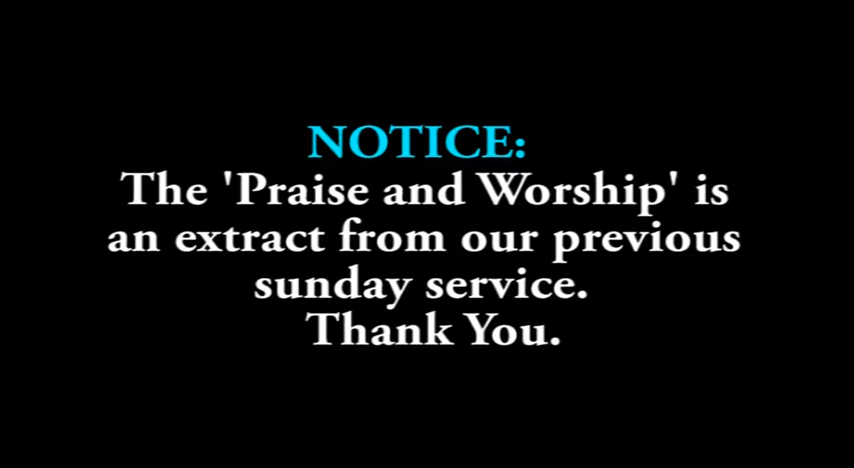 NOTICE:
The 'Praise and Worship' is
an extract from our previous
sunday service.
Thank You.